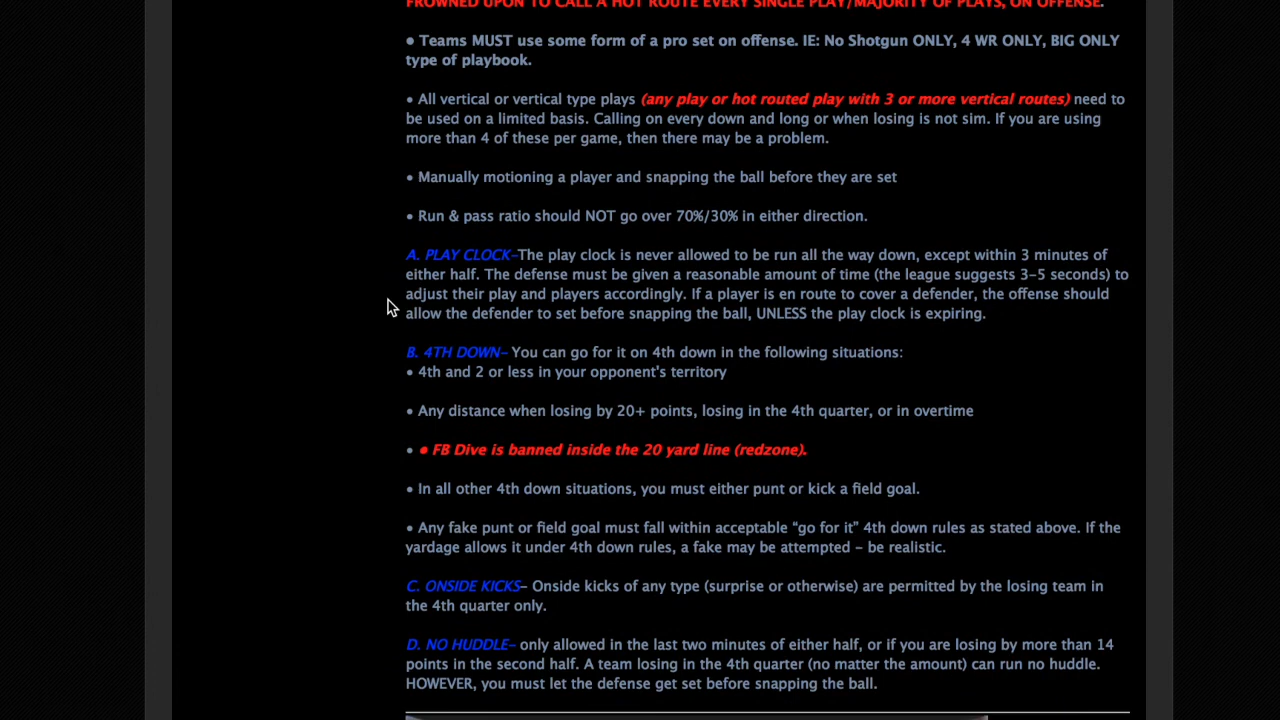 FROWNED UPON TO CALL A HOT ROUTE EVERY SINGLE PLAY/MAJORITY OF PLAYS, ON OFFENSE.
• Teams MUST use some form of a pro set on offense. IE: No Shotgun ONLY, 4 WR ONLY, BIG ONLY
type of playbook.
• All vertical or vertical type plays (any play or hot routed play with 3 or more vertical routes) need to
be used on a limited basis. Calling on every down and long or when losing is not sim. If you are using
more than 4 of these per game, then there may be a problem.
• Manually motioning a player and snapping the ball before they are set
• Run & pass ratio should NOT go over 70%/30% in either direction.
A. PLAY CLOCK-The play clock is never allowed to be run all the way down, except within 3 minutes of
either half. The defense must be given a reasonable amount of time (the league suggests 3-5 seconds) to
adjust their play and players accordingly. If a player is en route to cover a defender, the offense should
allow the defender to set before snapping the ball, UNLESS the play clock is expiring.
B. 4TH DOWN- You can go for it on 4th down in the following situations:
• 4th and 2 or less in your opponent's territory
• Any distance when losing by 20+ points, losing in the 4th quarter, or in overtime
• • FB Dive is banned inside the 20 yard line (redzone).
• In all other 4th down situations, you must either punt or kick a field goal.
• Any fake punt or field goal must fall within acceptable “go for it” 4th down rules as stated above. If the
yardage allows it under 4th down rules, a fake may be attempted – be realistic.
C. ONSIDE KICKS– Onside kicks of any type (surprise or otherwise) are permitted by the losing team in
the 4th quarter only.
D. NO HUDDLE- only allowed in the last two minutes of either half, or if you are losing by more than 14
points in the second half. A team losing in the 4th quarter (no matter the amount) can run no huddle.
HOWEVER, you must let the defense get set before snapping the ball.